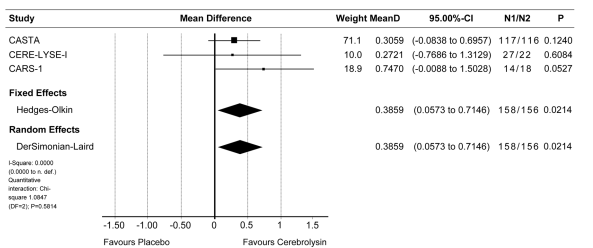 Study Mean Difference Weight MeanD 95.00%-CI N1/N2 P
CASTA 71.1 0.3059 (-0.0838 to 0.6957) 117/116 0.1240
CERE-LYSE-I 10.0 0.2721 (-0.7686 to 1.3129) 27/22 0.6084
CARS-1 18.9 0.7470 (-0.0088 to 1.5028) 14/18 0.0527
Fixed Effects
Hedges-Olkin 0.3859 (0.0573 to 0.7146) 158/156 0.0214
Random Effects
DerSimonian-Laird 0.3859 (0.0573 to 0.7146) 158/156 0.0214
I-Square: 0.0000
(0.0000 to n. def.)
Quantitative
interaction: Chi-
square 1.0847
(DF=2); P=0.5814
-1.50 -1.00 -0.50 0 0.5 1.0 1.5
Favours Placebo Favours Cerebrolysin